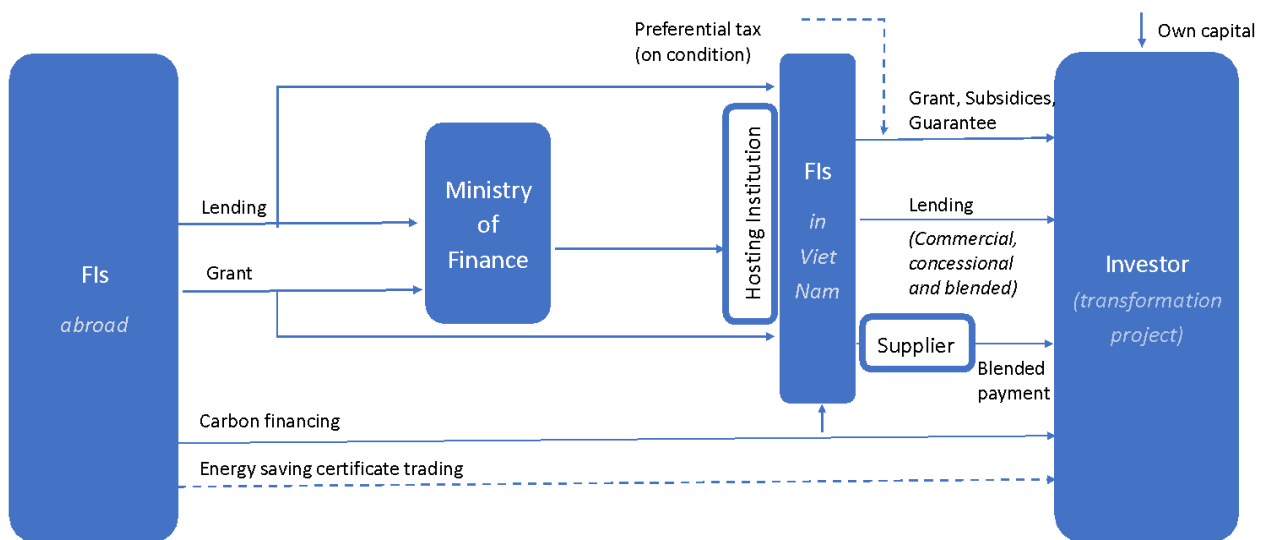 FIs
abroad
Lending
Grant
Carbon financing
Energy saving certificate trading
Ministry
of
Finance
Preferential tax
(on condition)
Hosting Institution
FIs
in
Viet
Nam
Grant, Subsidices,
Guarantee
Lending
(Commercial,
concessional
and blended)
Supplier
Blended
payment
Own capital
Investor
(transformation
project)